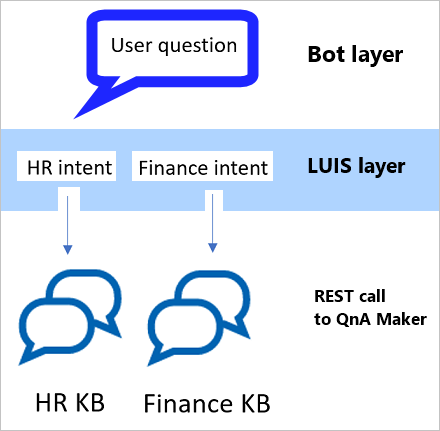 User question
Bot layer
HR intent
Finance intent
LUIS layer
REST call
to QnA Maker
HR KB
Finance KB